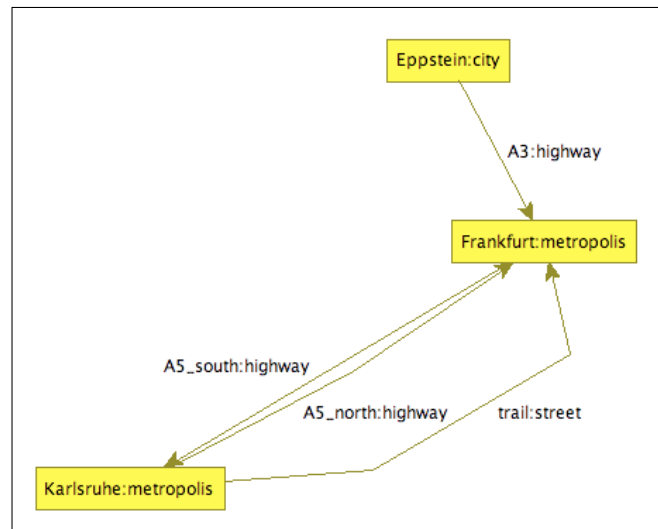 Eppstein:city
A3:highway
Frankfurt:metropolis
A5_south:highway
A5_north:highway
trail:street
Karlsruhe:metropolis